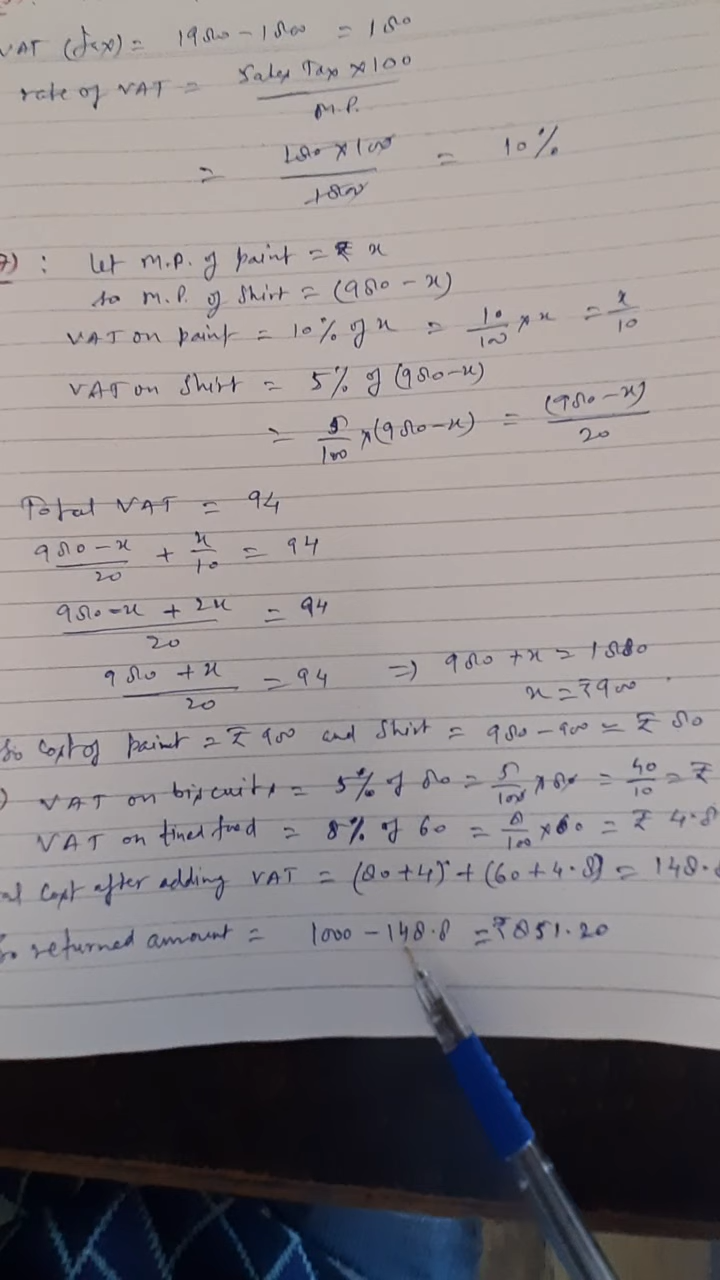 VAT (tax) = 1980 - 1800 = 180
rate of VAT = Sales Tax × 100 / M.P.
= 180 × 100 / 1800 = 10%
7) : let M.P. of paint = ₹ x
so M.P. of shirt = (980 - x)
VAT on paint = 10% of x = 10/100 × x = x/10
VAT on Shirt = 5% of (980-x)
= 5/100 × (980-x) = (980-x)/20
Total VAT = 94
980-x/20 + x/10 = 94
980-x + 2x/20 = 94
980 + x/20 = 94 => 980 + x = 1880
x = ₹900
So cost of paint = ₹ 900 and Shirt = 980 - 900 = ₹ 80
) VAT on biscuits = 5% of 80 = 5/100 × 80 = 40/10 = ₹
VAT on tined food = 8% of 60 = 8/100 × 60 = ₹ 4.8
al Cost after adding VAT = (80+4) + (60+4.8) = 148.8
So returned amount = 1000 - 148.8 = ₹851.20